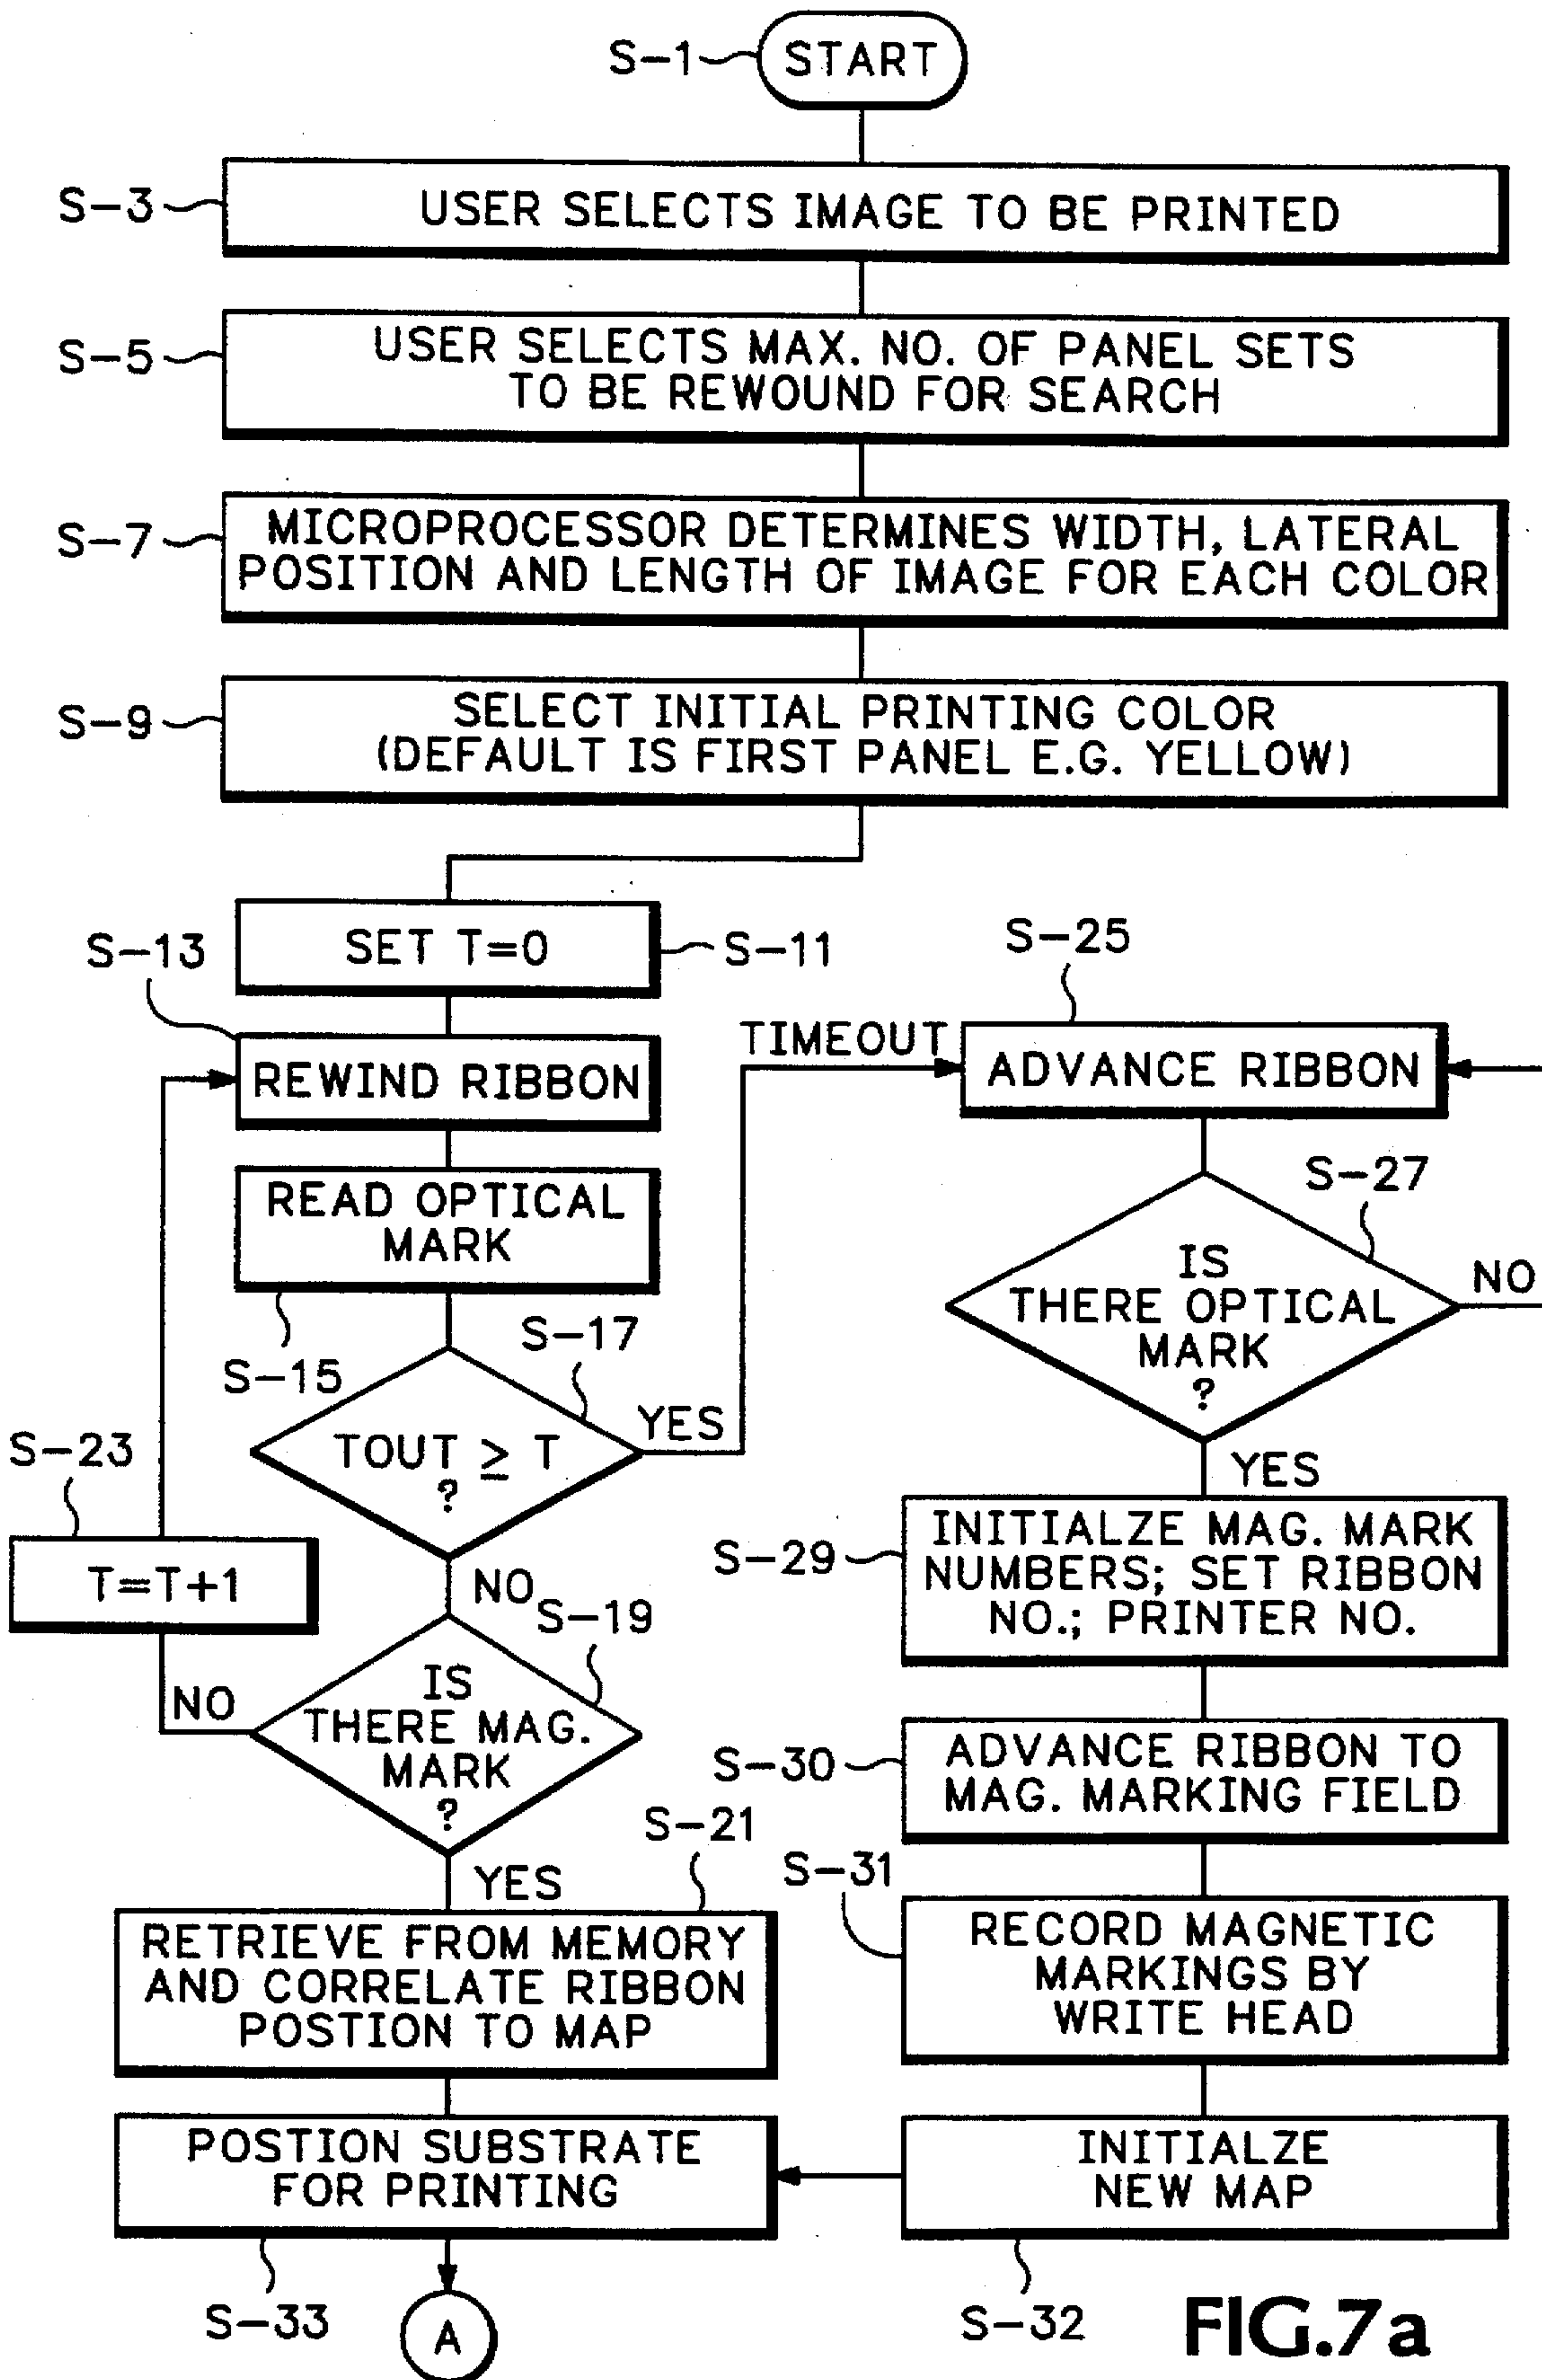 S-1
START
S-3
USER SELECTS IMAGE TO BE PRINTED
S-5
USER SELECTS MAX. NO. OF PANEL SETS
TO BE REWOUND FOR SEARCH
S-7
MICROPROCESSOR DETERMINES WIDTH, LATERAL
POSITION AND LENGTH OF IMAGE FOR EACH COLOR
S-9
SELECT INITIAL PRINTING COLOR
(DEFAULT IS FIRST PANEL E.G. YELLOW)
SET T=0
S-11
S-13
REWIND RIBBON
READ OPTICAL
MARK
S-15
S-17
TOUT ≥ T
?
YES
TIMEOUT
NO
S-23
T=T+1
S-19
IS
THERE MAG.
MARK
?
NO
YES
S-21
RETRIEVE FROM MEMORY
AND CORRELATE RIBBON
POSTION TO MAP
S-25
ADVANCE RIBBON
S-27
IS
THERE OPTICAL
MARK
?
NO
YES
S-29
INITIALZE MAG. MARK
NUMBERS; SET RIBBON
NO.; PRINTER NO.
S-30
ADVANCE RIBBON TO
MAG. MARKING FIELD
S-31
RECORD MAGNETIC
MARKINGS BY
WRITE HEAD
INITIALZE
NEW MAP
S-32
POSTION SUBSTRATE
FOR PRINTING
S-33
A
FIG.7a